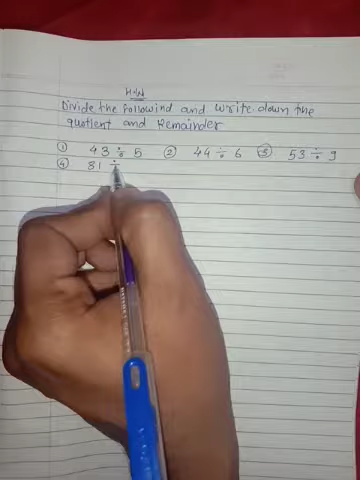 H.W
Divide the followind and write down the
quotient and Remainder
① 43 ÷ 5 ② 44 ÷ 6 ③ 53 ÷ 9
④ 81 ÷